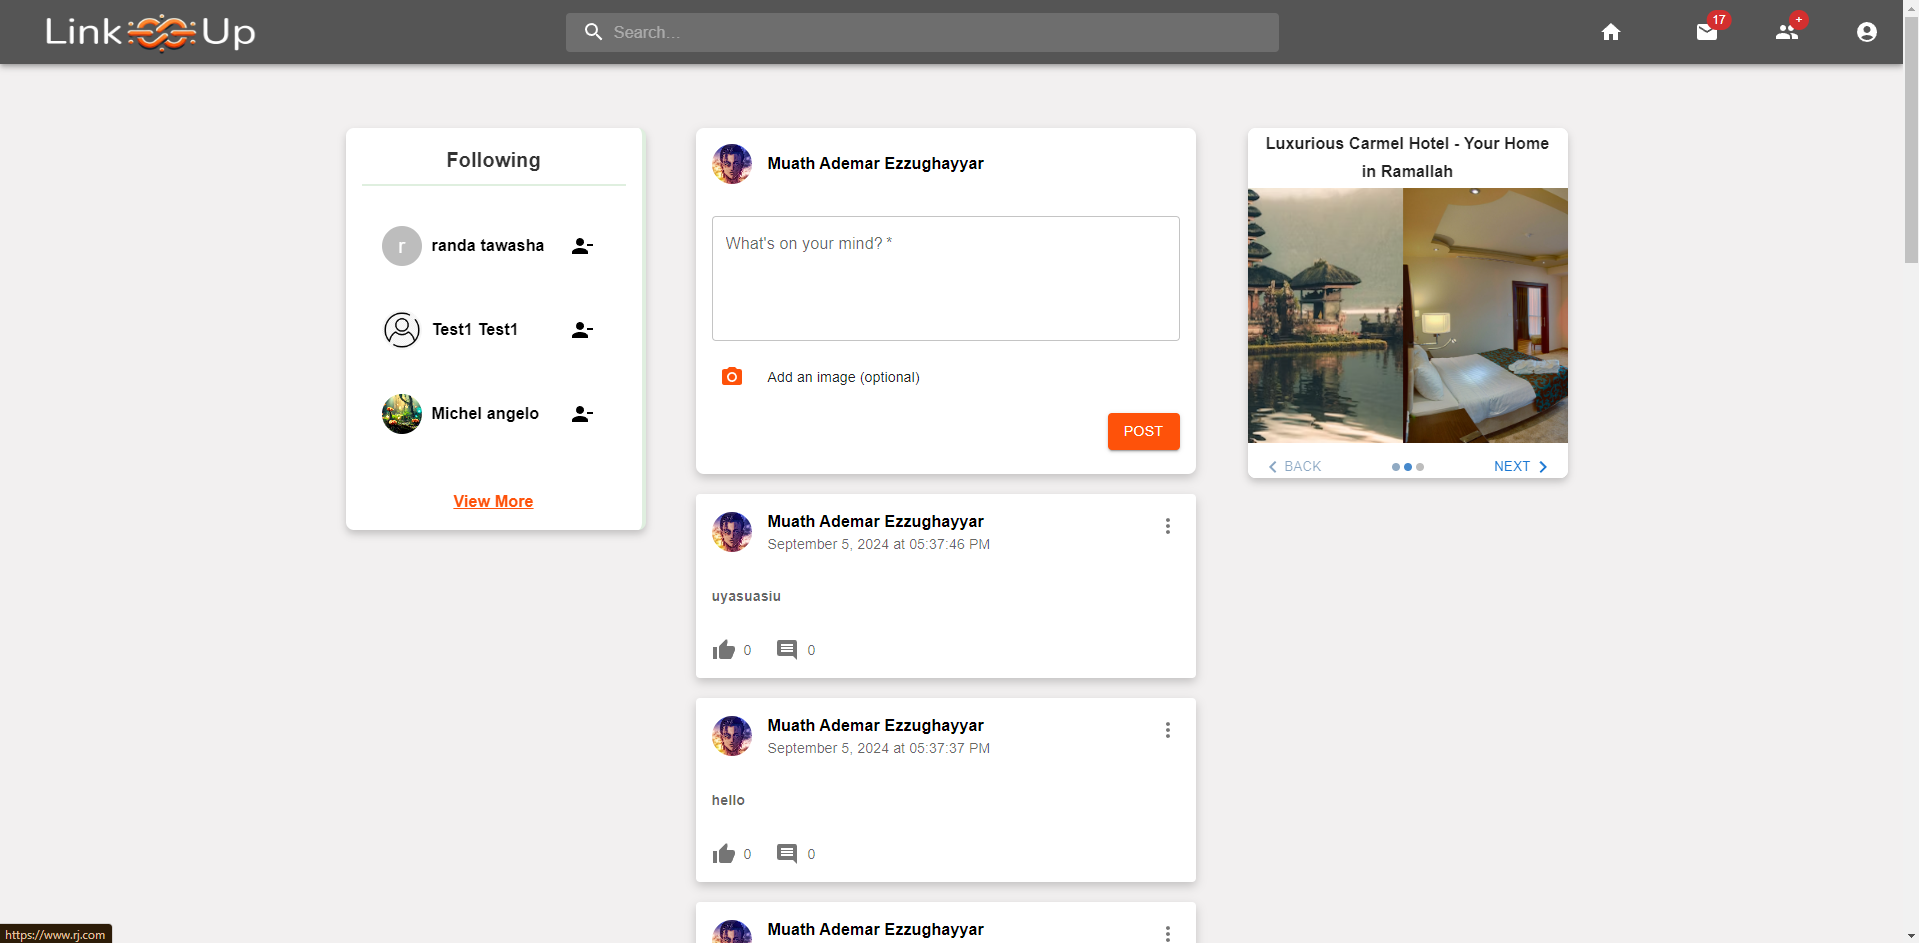 Link Up
Search...
17
+
Following
r
randa tawasha
Test1 Test1
Michel angelo
View More
Muath Ademar Ezzughayyar
What's on your mind? *
Add an image (optional)
POST
Muath Ademar Ezzughayyar
September 5, 2024 at 05:37:46 PM
uyasuasiu
0
0
Muath Ademar Ezzughayyar
September 5, 2024 at 05:37:37 PM
hello
0
0
Muath Ademar Ezzughayyar
Luxurious Carmel Hotel - Your Home
in Ramallah
BACK
NEXT
https://www.rj.com